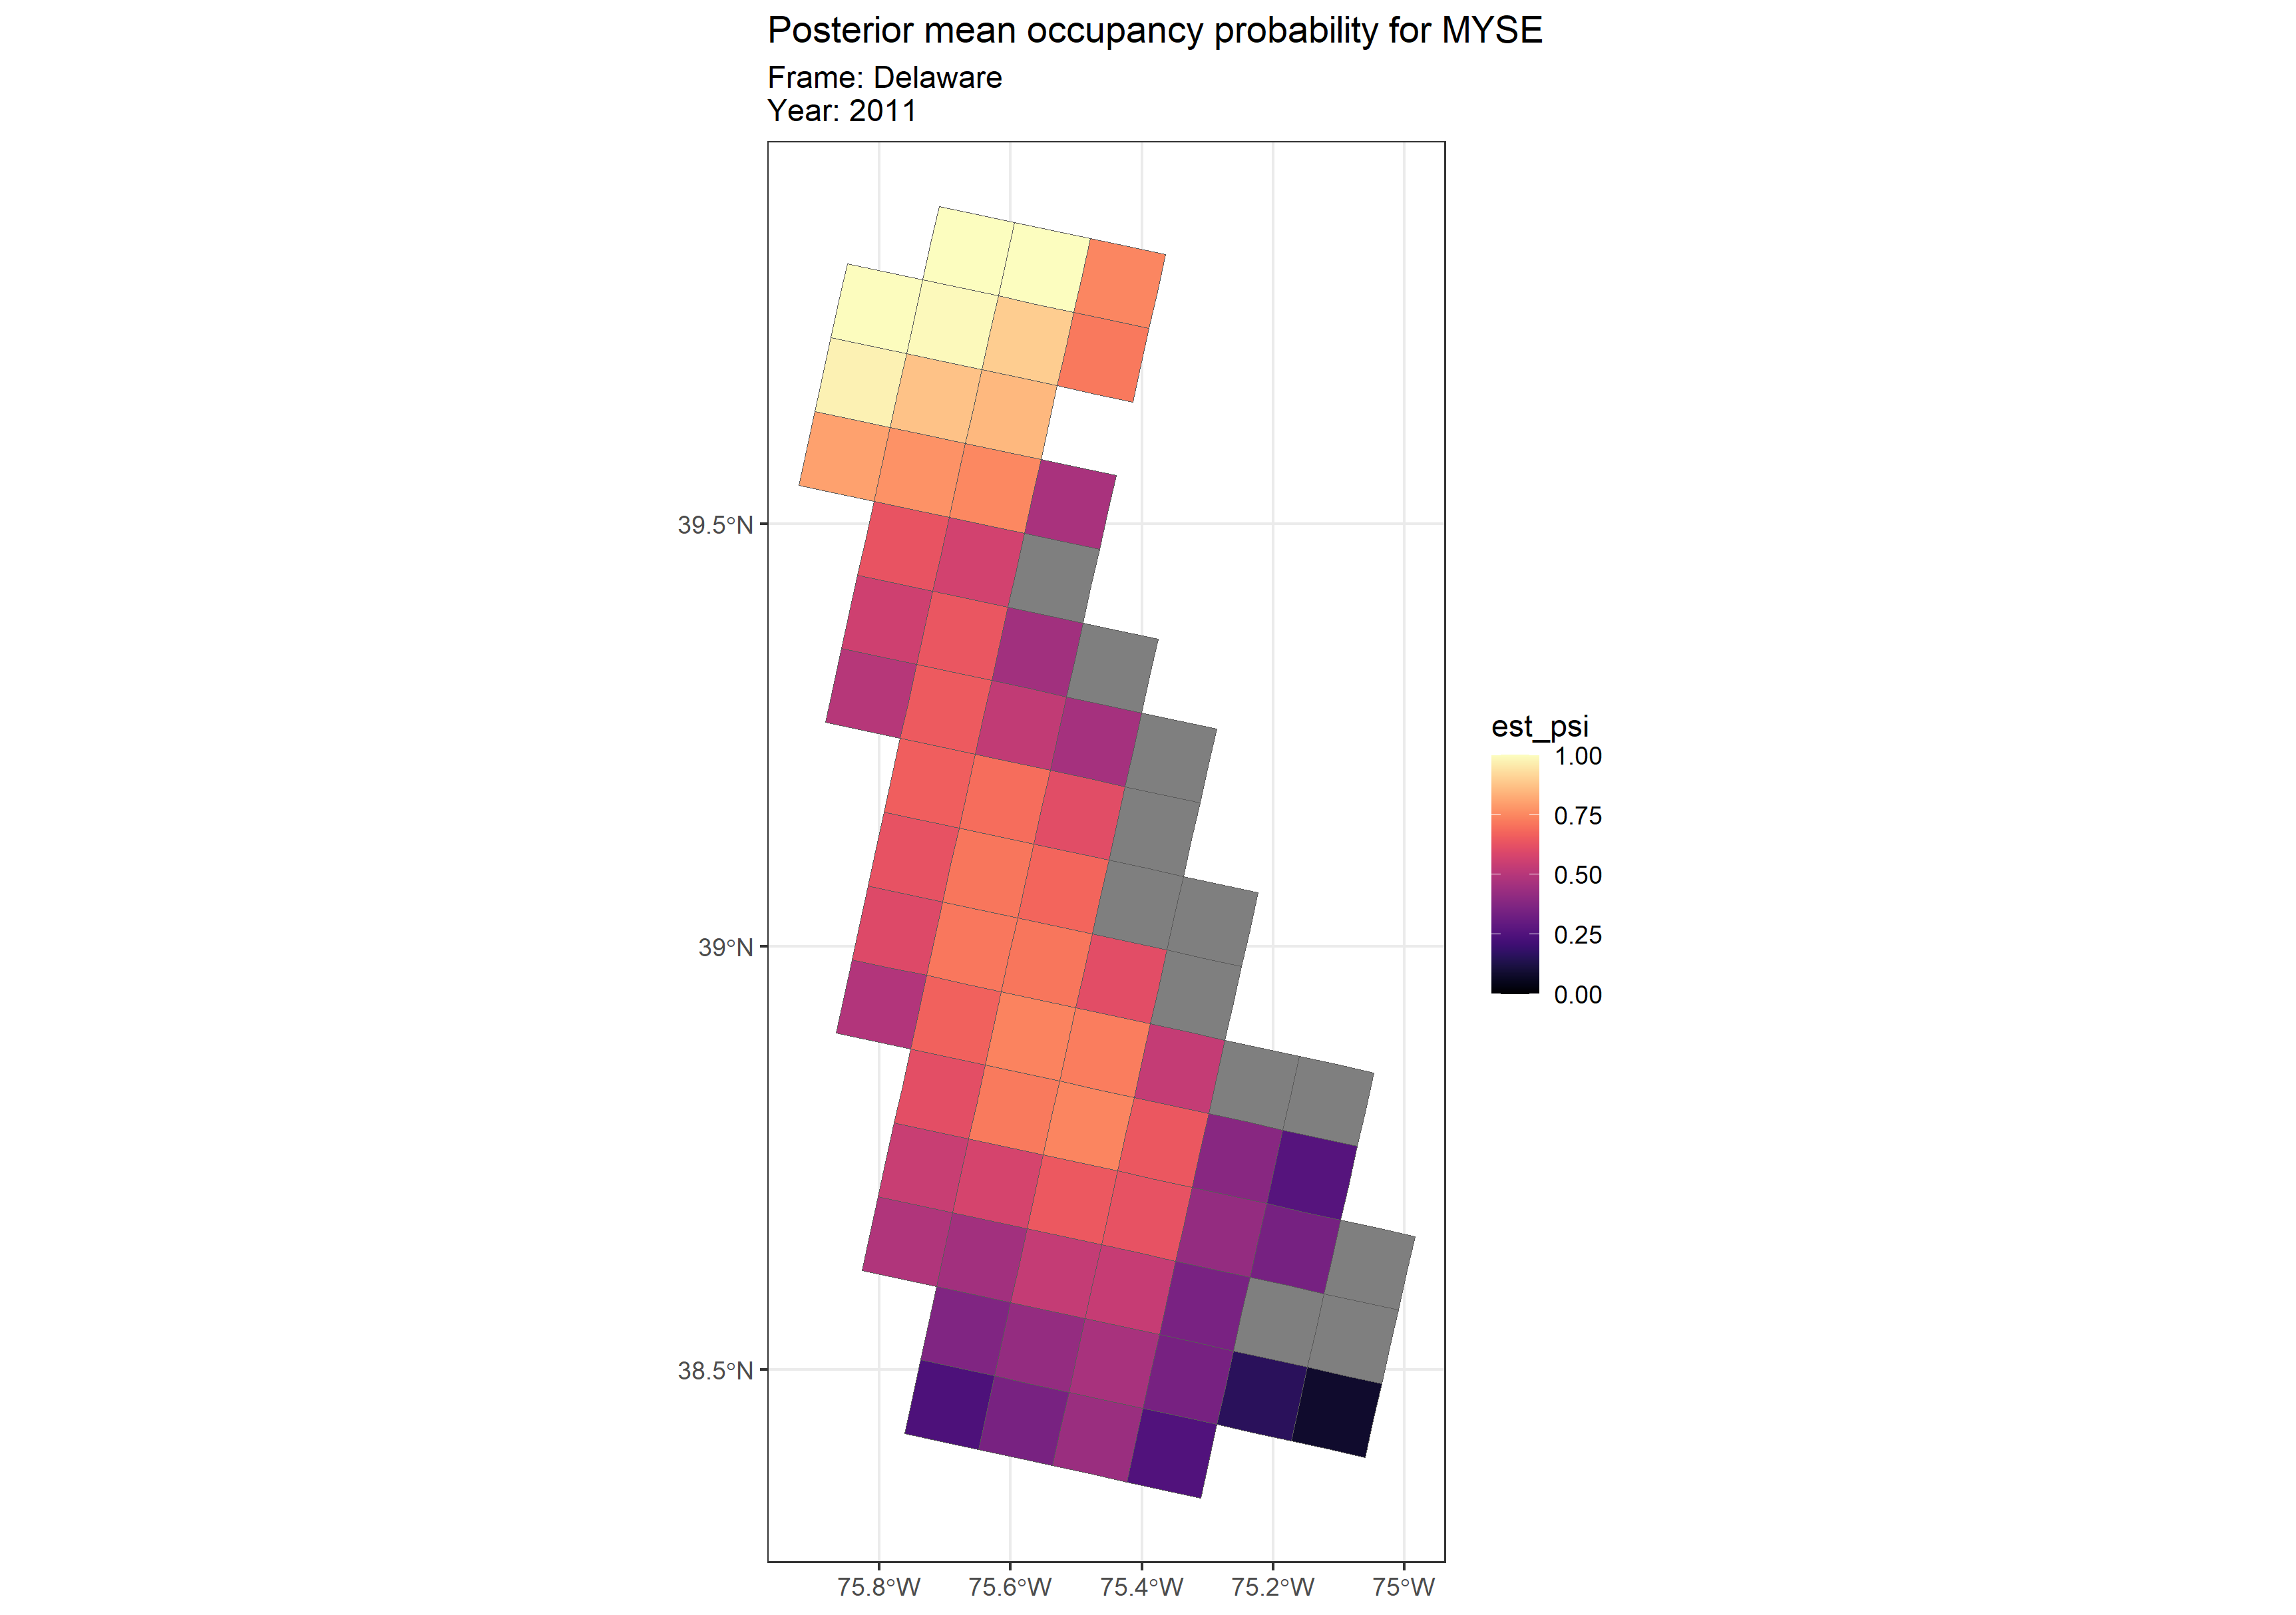 Posterior mean occupancy probability for MYSE
Frame: Delaware
Year: 2011
39.5°N
39°N
38.5°N
75.8°W
75.6°W
75.4°W
75.2°W
75°W
est_psi
1.00
0.75
0.50
0.25
0.00